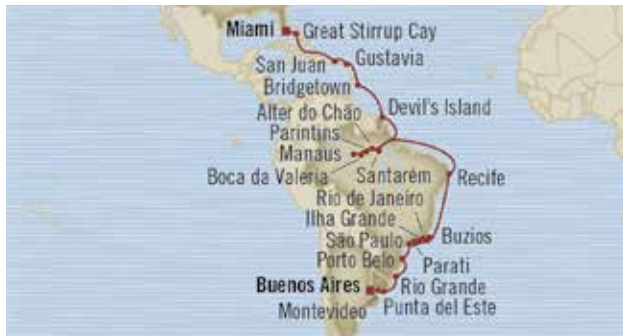 Miami
Great Stirrup Cay
San Juan
Gustavia
Bridgetown
Devil's Island
Alter do Chão
Parintins
Manaus
Boca da Valeria
Santarém
Recife
Rio de Janeiro
Ilha Grande
São Paulo
Buzios
Porto Belo
Parati
Buenos Aires
Rio Grande
Montevideo
Punta del Este